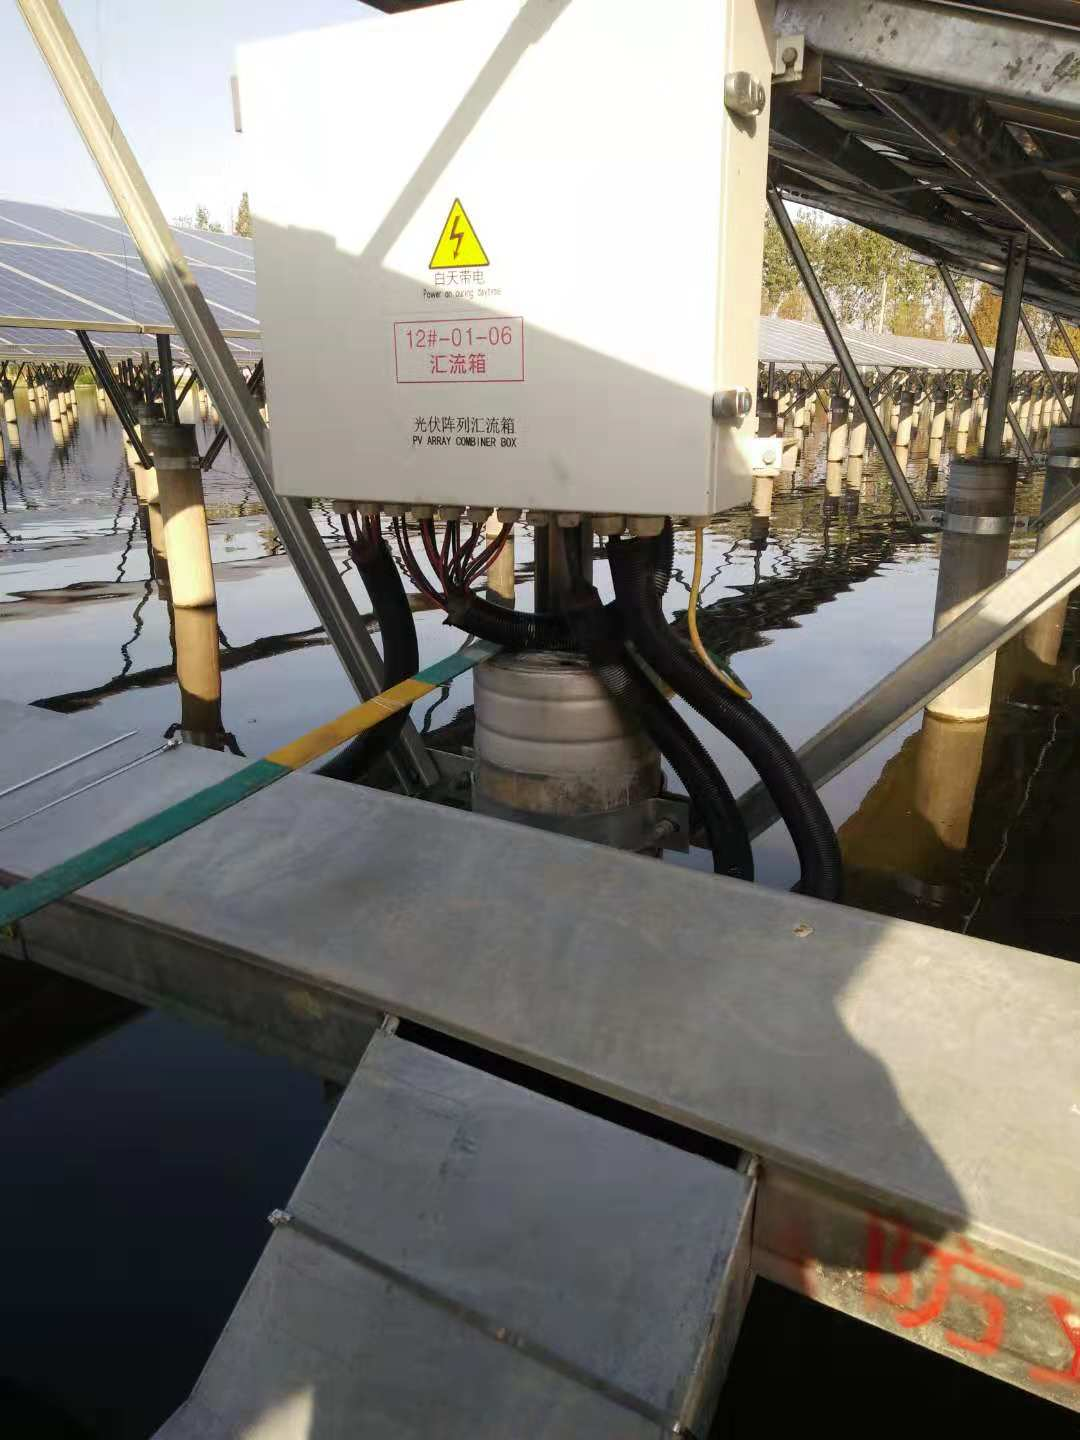 白天带电
Power on during daytime
12#-01-06
汇流箱
光伏阵列汇流箱
PV ARRAY COMBINER BOX
防